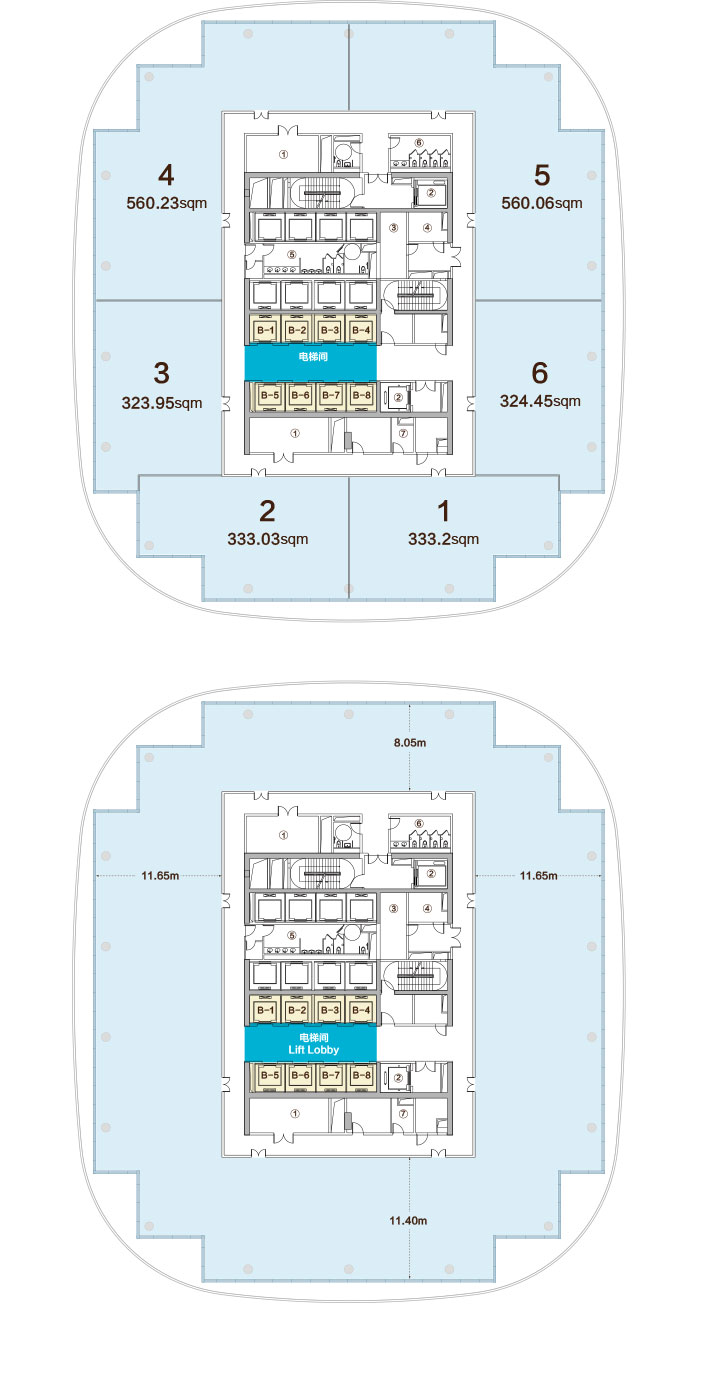 ⑥
①
4
560.23sqm
5
560.06sqm
②
③
④
⑤
B-1
B-2
B-3
B-4
电梯间
3
323.95sqm
6
324.45sqm
B-5
B-6
B-7
B-8
②
①
⑦
2
333.03sqm
1
333.2sqm
8.05m
⑥
①
11.65m
②
11.65m
③
④
⑤
B-1
B-2
B-3
B-4
电梯间
Lift Lobby
B-5
B-6
B-7
B-8
②
①
⑦
11.40m